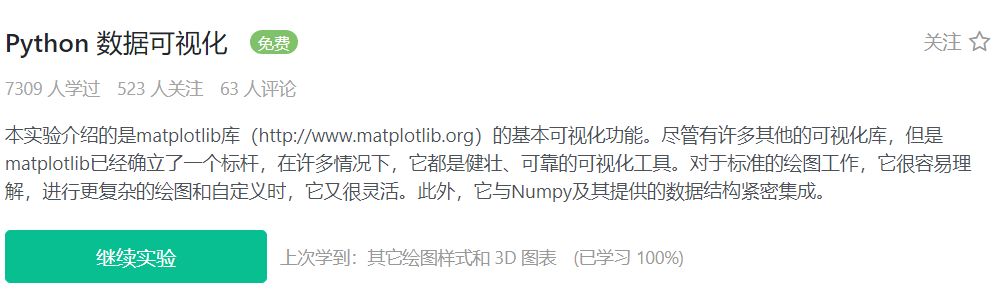 Python 数据可视化 免费 关注
7309 人学过 523 人关注 63 人评论
本实验介绍的是matplotlib库（http://www.matplotlib.org）的基本可视化功能。尽管有许多其他的可视化库，但是
matplotlib已经确立了一个标杆，在许多情况下，它都是健壮、可靠的可视化工具。对于标准的绘图工作，它很容易理
解，进行更复杂的绘图和自定义时，它又很灵活。此外，它与Numpy及其提供的数据结构紧密集成。
继续实验 上次学到：其它绘图样式和 3D 图表 (已学习 100%)